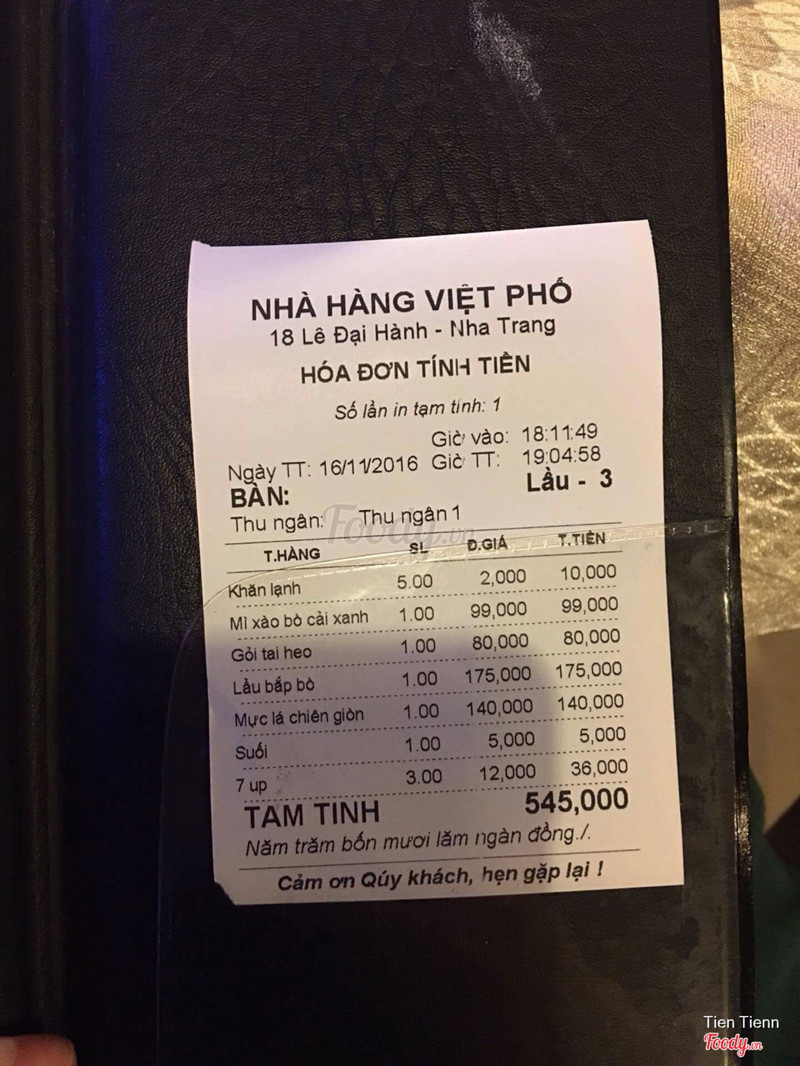 NHÀ HÀNG VIỆT PHỐ
18 Lê Đại Hành - Nha Trang
HÓA ĐƠN TÍNH TIỀN
Số lần in tạm tính: 1
Giờ vào: 18:11:49
Ngày TT: 16/11/2016 Giờ TT: 19:04:58
BÀN: Lầu - 3
Thu ngân: Thu ngân 1
Foody.vn
T.HÀNG SL Đ.GIÁ T.TIỀN
Khăn lạnh 5.00 2,000 10,000
Mì xào bò cải xanh 1.00 99,000 99,000
Gỏi tai heo 1.00 80,000 80,000
Lẩu bắp bò 1.00 175,000 175,000
Mực lá chiên giòn 1.00 140,000 140,000
Suối 1.00 5,000 5,000
7 up 3.00 12,000 36,000
TAM TINH 545,000
Năm trăm bốn mươi lăm ngàn đồng./.
Cảm ơn Qúy khách, hẹn gặp lại !
Tien Tienn
Foody.vn